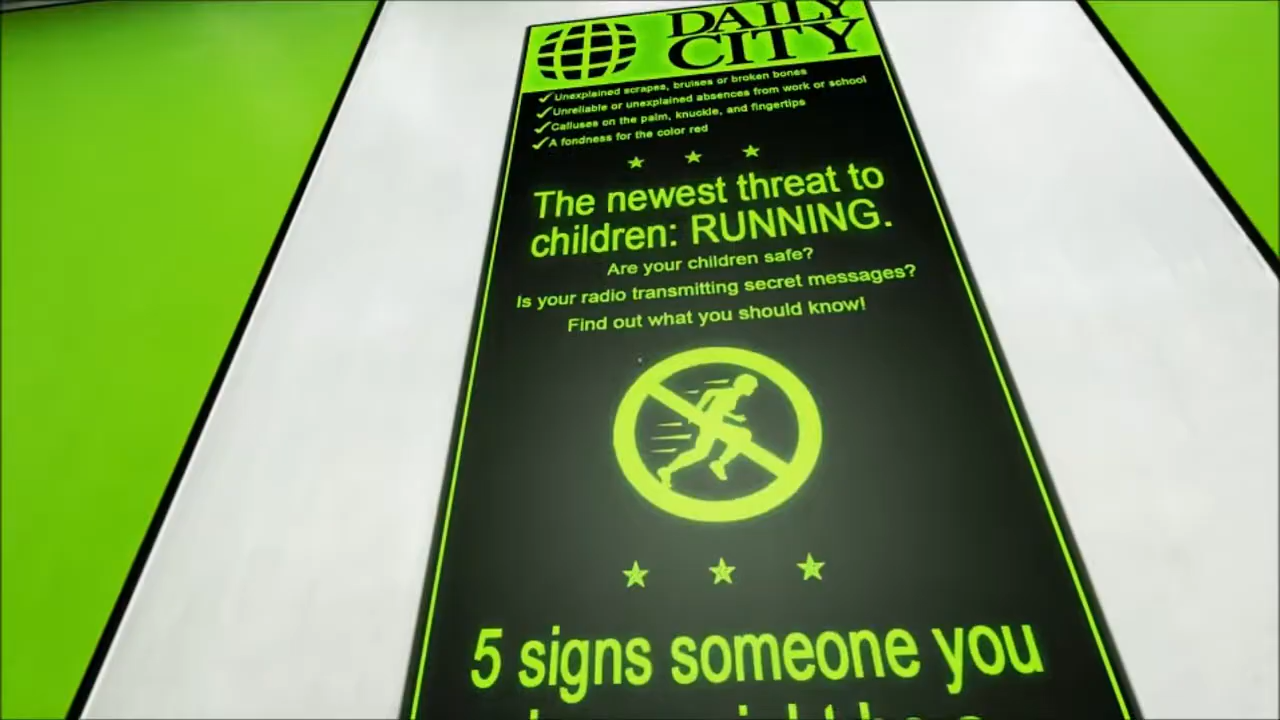 DAILY
CITY
Unexplained scrapes, bruises or broken bones
Unreliable or unexplained absences from work or school
Calluses on the palm, knuckle, and fingertips
A fondness for the color red
The newest threat to
children: RUNNING.
Are your children safe?
Is your radio transmitting secret messages?
Find out what you should know!
5 signs someone you